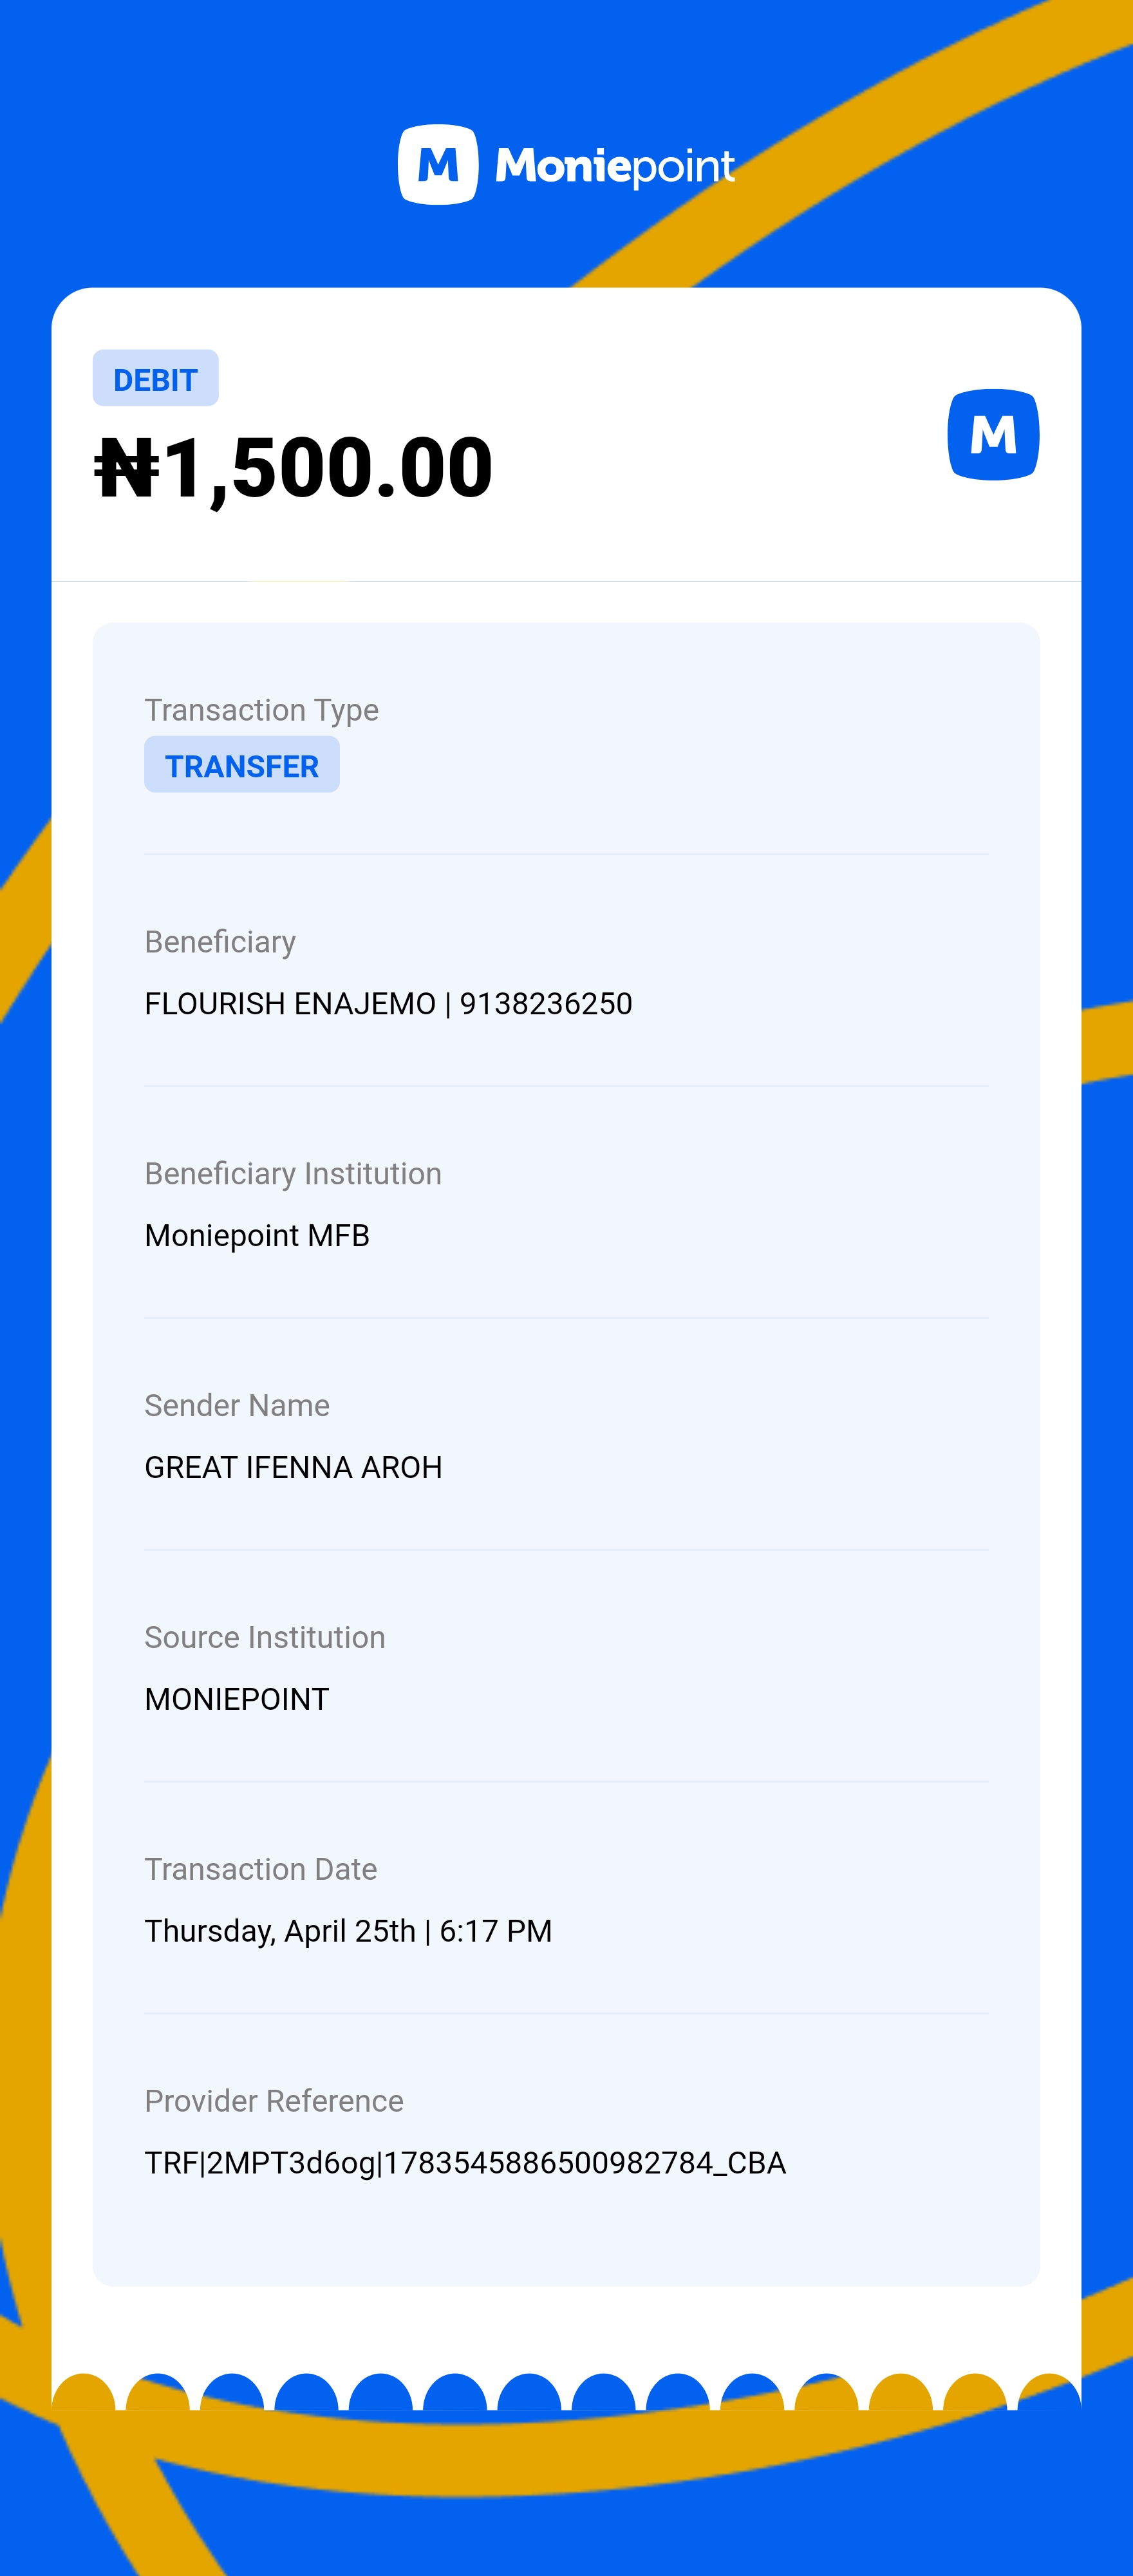 M Moniepoint
DEBIT
₦1,500.00
M
Transaction Type
TRANSFER
Beneficiary
FLOURISH ENAJEMO | 9138236250
Beneficiary Institution
Moniepoint MFB
Sender Name
GREAT IFENNA AROH
Source Institution
MONIEPOINT
Transaction Date
Thursday, April 25th | 6:17 PM
Provider Reference
TRF|2MPT3d6og|1783545886500982784_CBA